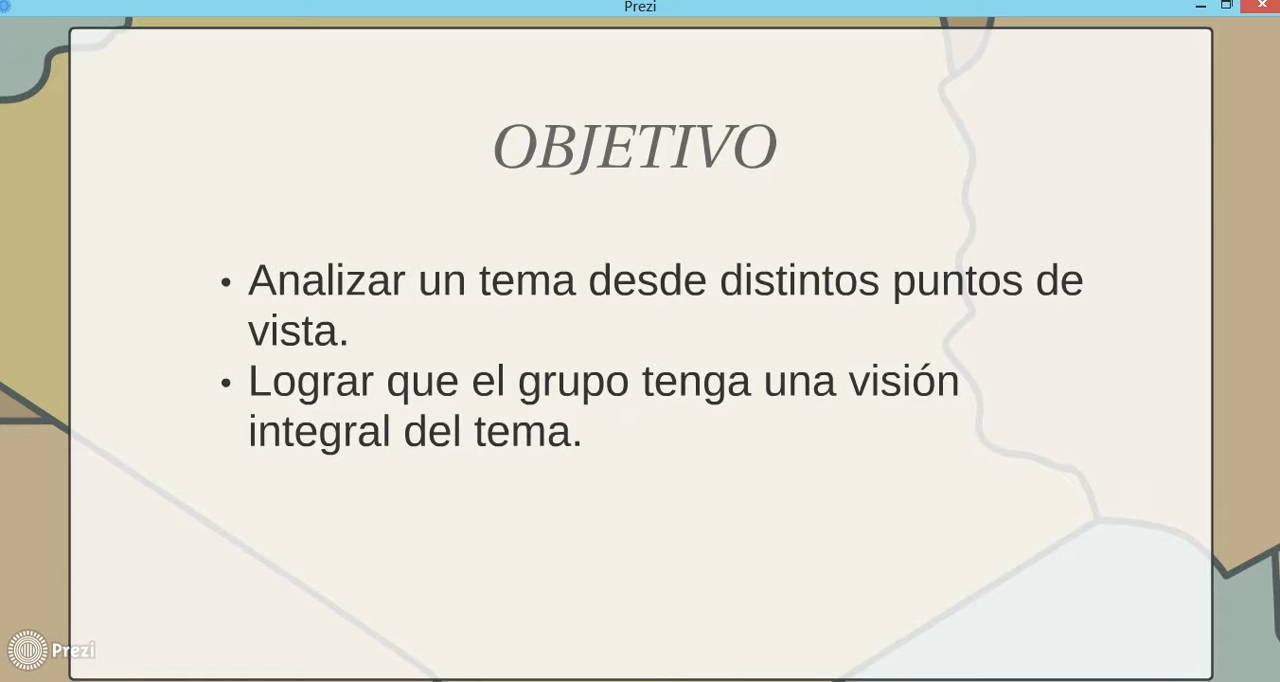 Prezi
OBJETIVO
• Analizar un tema desde distintos puntos de
vista.
• Lograr que el grupo tenga una visión
integral del tema.
Prezi